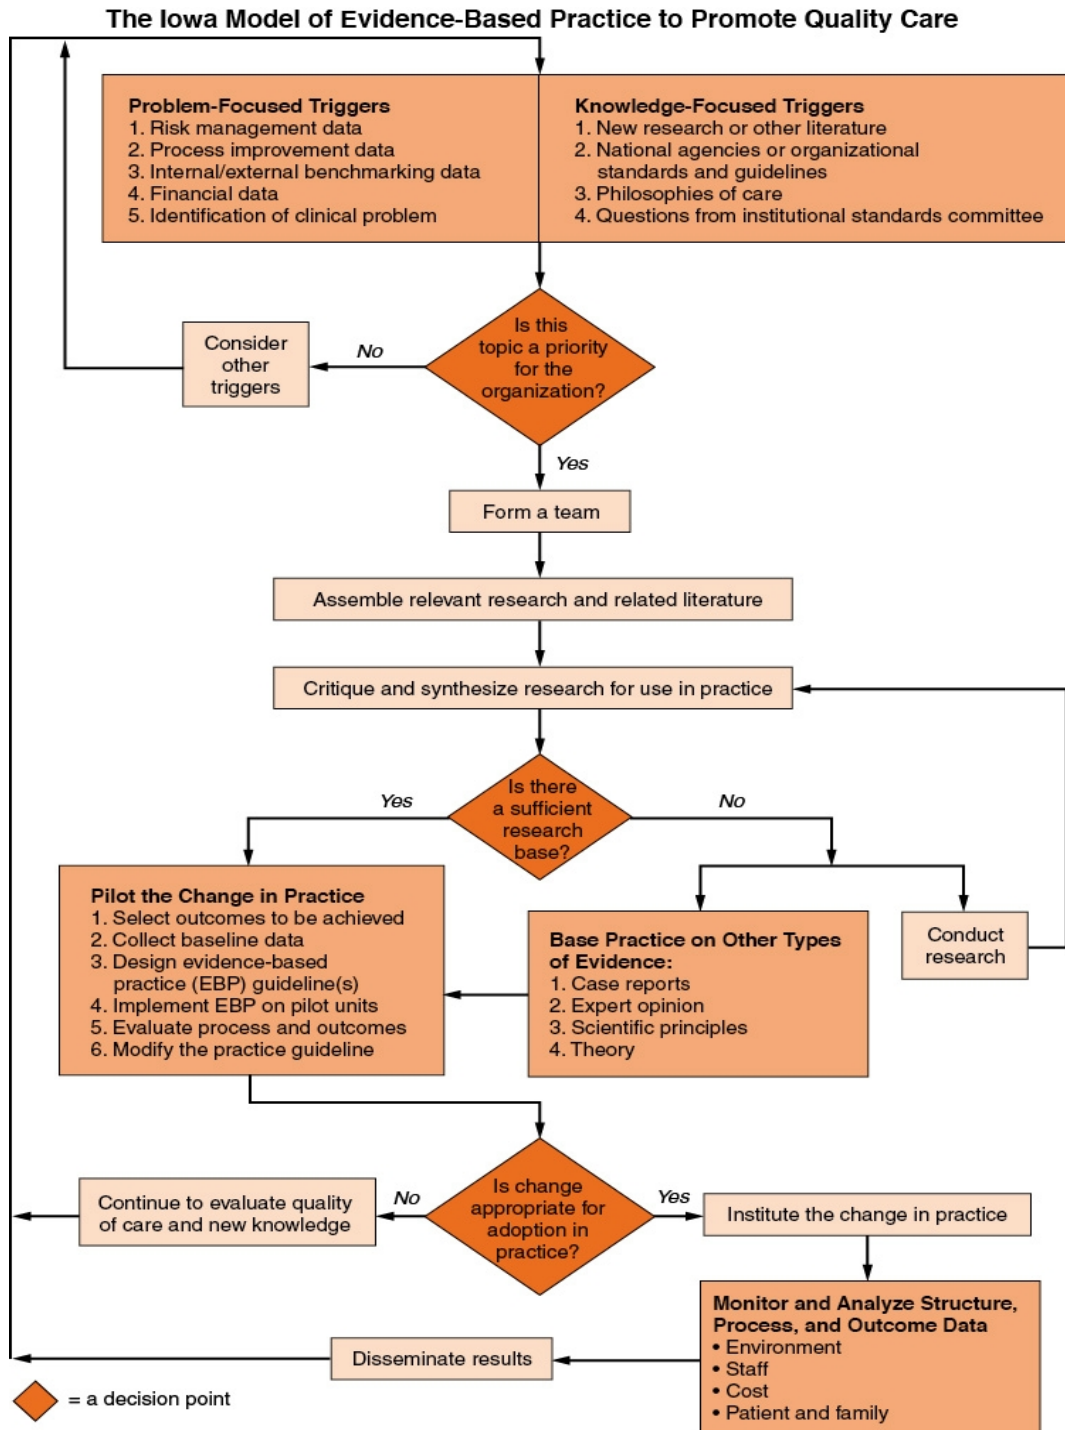 The Iowa Model of Evidence-Based Practice to Promote Quality Care
Problem-Focused Triggers
1. Risk management data
2. Process improvement data
3. Internal/external benchmarking data
4. Financial data
5. Identification of clinical problem
Knowledge-Focused Triggers
1. New research or other literature
2. National agencies or organizational
standards and guidelines
3. Philosophies of care
4. Questions from institutional standards committee
Is this
topic a priority
for the
organization?
No
Consider
other
triggers
Yes
Form a team
Assemble relevant research and related literature
Critique and synthesize research for use in practice
Is there
a sufficient
research
base?
Yes
No
Pilot the Change in Practice
1. Select outcomes to be achieved
2. Collect baseline data
3. Design evidence-based
practice (EBP) guideline(s)
4. Implement EBP on pilot units
5. Evaluate process and outcomes
6. Modify the practice guideline
Base Practice on Other Types
of Evidence:
1. Case reports
2. Expert opinion
3. Scientific principles
4. Theory
Conduct
research
Is change
appropriate for
adoption in
practice?
No
Continue to evaluate quality
of care and new knowledge
Yes
Institute the change in practice
Monitor and Analyze Structure,
Process, and Outcome Data
• Environment
• Staff
• Cost
• Patient and family
Disseminate results
= a decision point